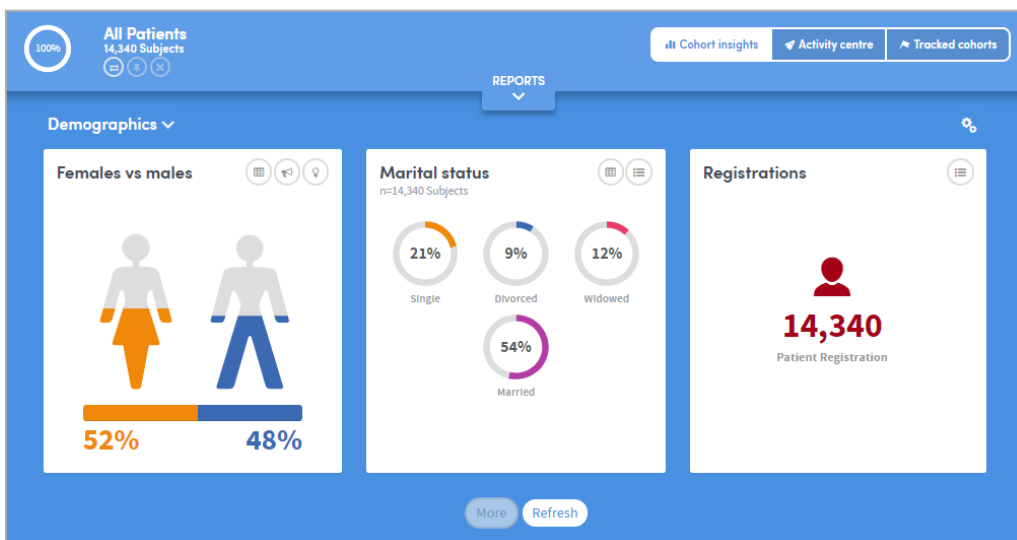 100%
All Patients
14,340 Subjects
Cohort insights
Activity centre
Tracked cohorts
REPORTS
Demographics
Females vs males
52%
48%
Marital status
n=14,340 Subjects
21%
Single
9%
Divorced
12%
Widowed
54%
Married
Registrations
14,340
Patient Registration
More
Refresh